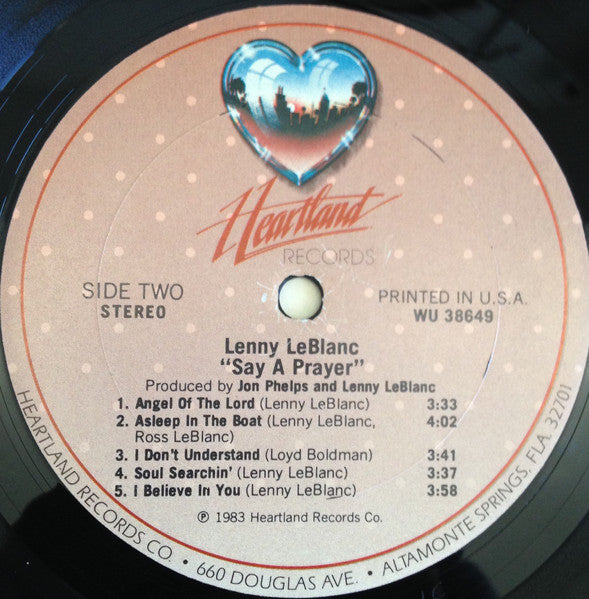 Heartland
RECORDS
SIDE TWO
STEREO
PRINTED IN U.S.A.
WU 38649
Lenny LeBlanc
"Say A Prayer"
Produced by Jon Phelps and Lenny LeBlanc
1. Angel Of The Lord (Lenny LeBlanc) 3:33
2. Asleep In The Boat (Lenny LeBlanc, 4:02
Ross LeBlanc)
3. I Don't Understand (Loyd Boldman) 3:41
4. Soul Searchin' (Lenny LeBlanc) 3:37
5. I Believe In You (Lenny LeBlanc) 3:58
℗ 1983 Heartland Records Co.
HEARTLAND RECORDS CO. • 660 DOUGLAS AVE. • ALTAMONTE SPRINGS, FLA. 32701